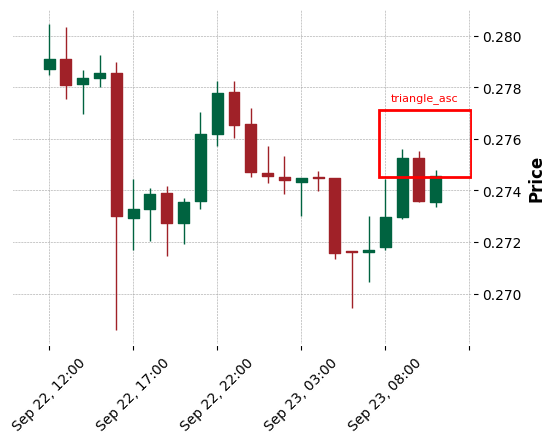 triangle_asc
0.280
0.278
0.276
0.274
0.272
0.270
Price
Sep 22, 12:00
Sep 22, 17:00
Sep 22, 22:00
Sep 23, 03:00
Sep 23, 08:00